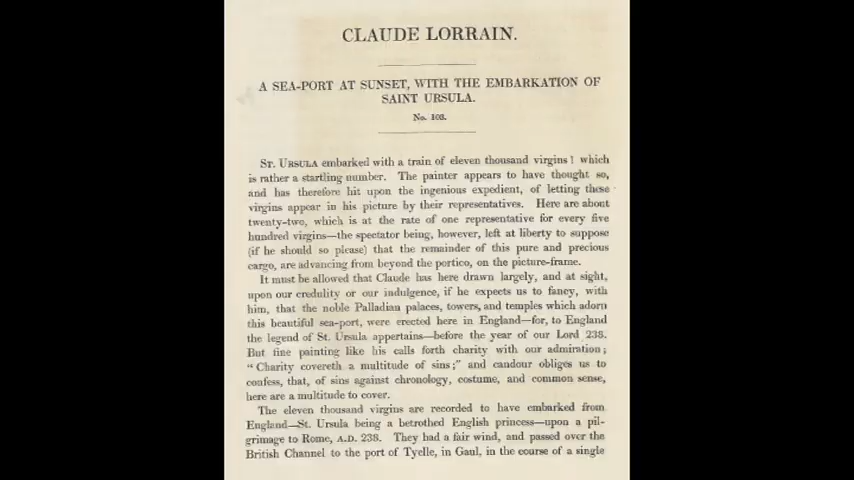 CLAUDE LORRAIN.
A SEA-PORT AT SUNSET, WITH THE EMBARKATION OF
SAINT URSULA.
No. 103.
St. Ursula embarked with a train of eleven thousand virgins! which
is rather a startling number. The painter appears to have thought so,
and has therefore hit upon the ingenious expedient, of letting these
virgins appear in his picture by their representatives. Here are about
twenty-two, which is at the rate of one representative for every five
hundred virgins—the spectator being, however, left at liberty to suppose
(if he should so please) that the remainder of this pure and precious
cargo, are advancing from beyond the portico, on the picture-frame.
It must be allowed that Claude has here drawn largely, and at sight,
upon our credulity or our indulgence, if he expects us to fancy, with
him, that the noble Palladian palaces, towers, and temples which adorn
this beautiful sea-port, were erected here in England—for, to England
the legend of St. Ursula appertains—before the year of our Lord 238.
But fine painting like his calls forth charity with our admiration;
"Charity covereth a multitude of sins;" and candour obliges us to
confess, that, of sins against chronology, costume, and common sense,
here are a multitude to cover.
The eleven thousand virgins are recorded to have embarked from
England—St. Ursula being a betrothed English princess—upon a pil-
grimage to Rome, A.D. 238. They had a fair wind, and passed over the
British Channel to the port of Tyelle, in Gaul, in the course of a single